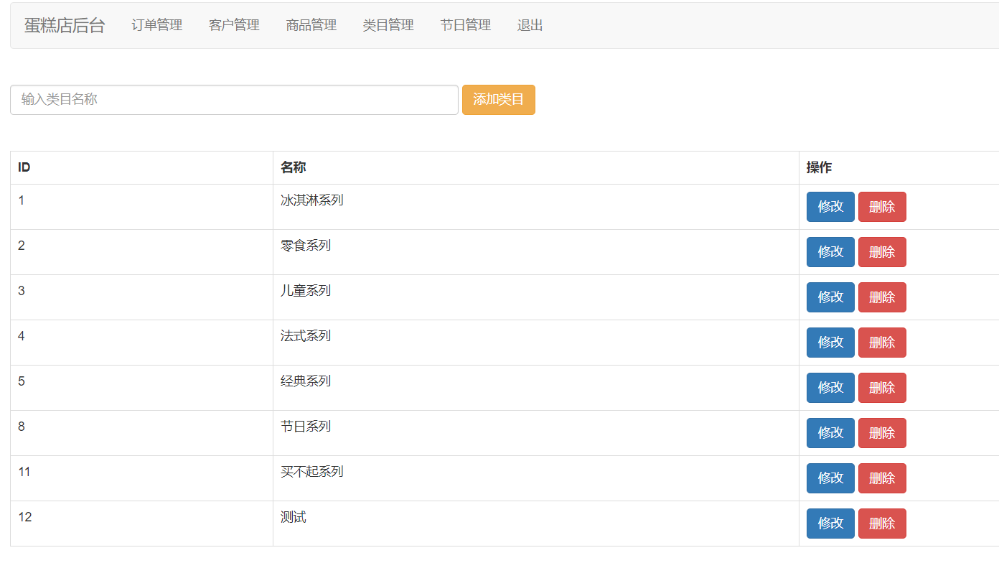 蛋糕店后台 订单管理 客户管理 商品管理 类目管理 节日管理 退出
输入类目名称 添加类目
ID 名称 操作
1 冰淇淋系列 修改 删除
2 零食系列 修改 删除
3 儿童系列 修改 删除
4 法式系列 修改 删除
5 经典系列 修改 删除
8 节日系列 修改 删除
11 买不起系列 修改 删除
12 测试 修改 删除